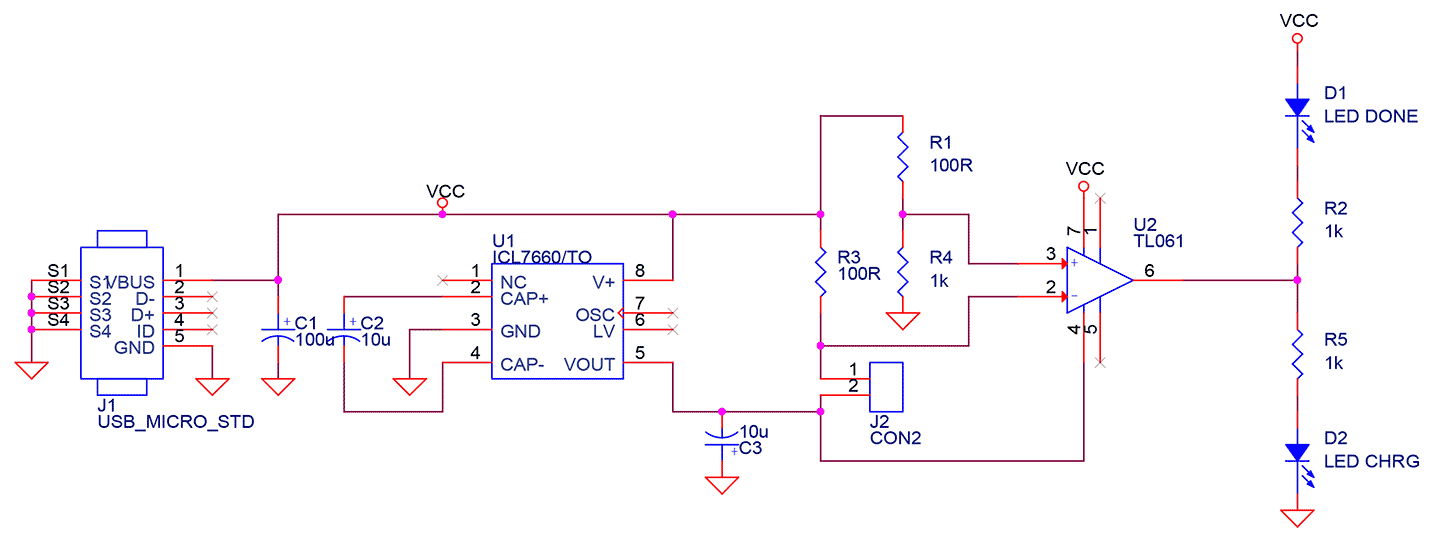 VCC
D1
LED DONE
R1
100R
VCC
VCC
R2
1k
U2
TL061
7
1
3
+
2
-
6
4
5
R3
100R
R4
1k
U1
ICL7660/TO
1
NC
2
CAP+
3
GND
4
CAP-
V+
8
OSC
7
LV
6
VOUT
5
S1
S2
S3
S4
S1
S2
S3
S4
VBUS
D-
D+
ID
GND
1
2
3
4
5
J1
USB_MICRO_STD
+
C1
100u
+
C2
10u
1
2
J2
CON2
10u
+
C3
R5
1k
D2
LED CHRG